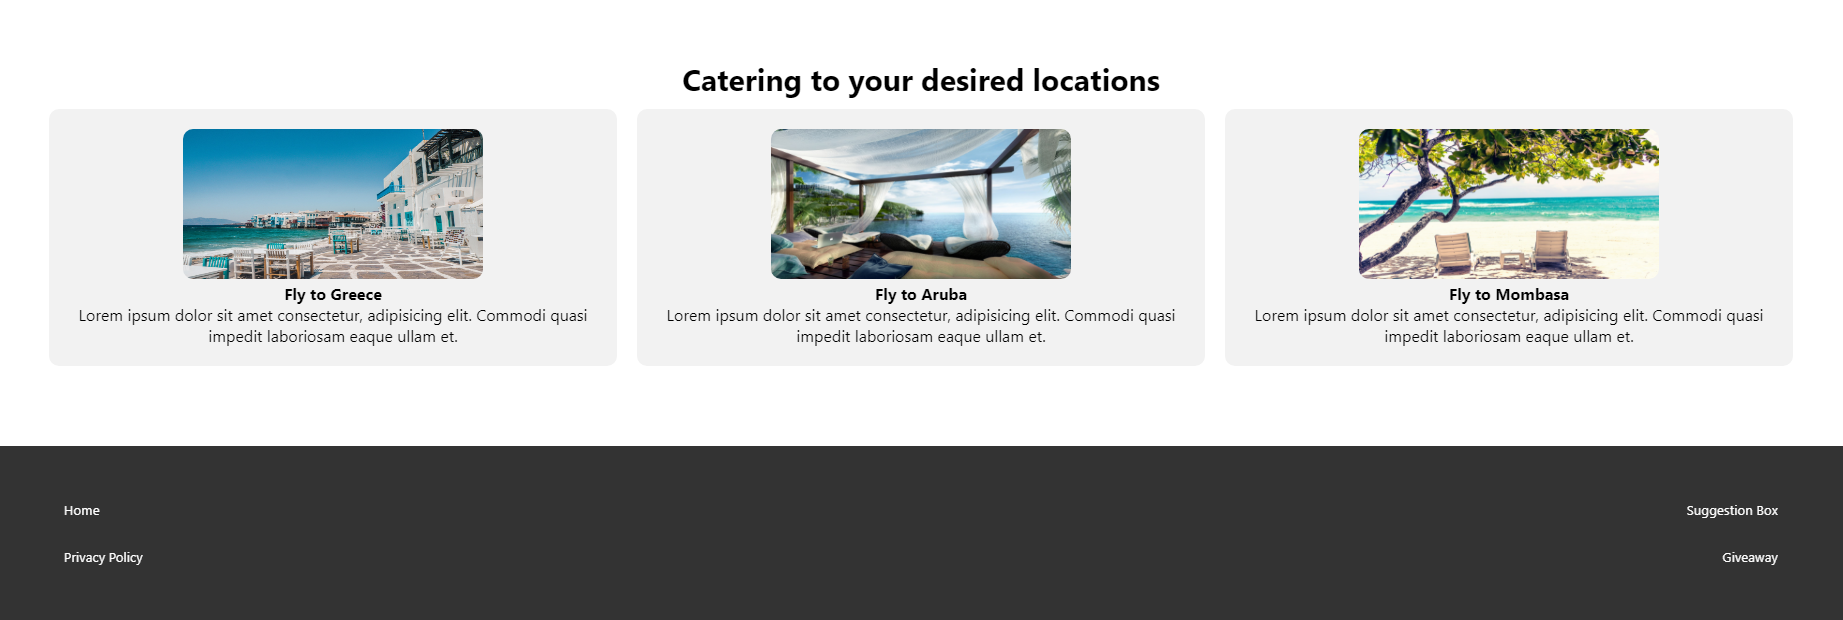 Catering to your desired locations
Fly to Greece
Lorem ipsum dolor sit amet consectetur, adipisicing elit. Commodi quasi
impedit laboriosam eaque ullam et.
Fly to Aruba
Lorem ipsum dolor sit amet consectetur, adipisicing elit. Commodi quasi
impedit laboriosam eaque ullam et.
Fly to Mombasa
Lorem ipsum dolor sit amet consectetur, adipisicing elit. Commodi quasi
impedit laboriosam eaque ullam et.
Home
Privacy Policy
Suggestion Box
Giveaway